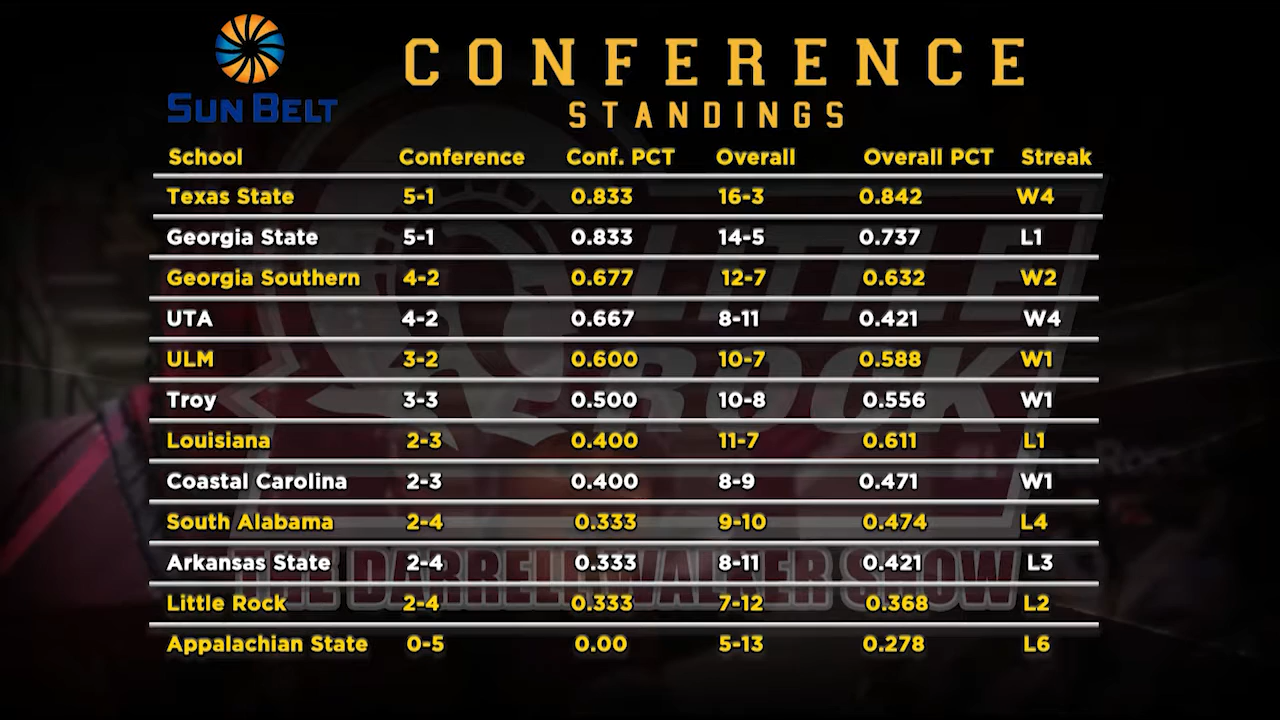 SUN BELT
CONFERENCE
STANDINGS
School Conference Conf. PCT Overall Overall PCT Streak
Texas State 5-1 0.833 16-3 0.842 W4
Georgia State 5-1 0.833 14-5 0.737 L1
Georgia Southern 4-2 0.677 12-7 0.632 W2
UTA 4-2 0.667 8-11 0.421 W4
ULM 3-2 0.600 10-7 0.588 W1
Troy 3-3 0.500 10-8 0.556 W1
Louisiana 2-3 0.400 11-7 0.611 L1
Coastal Carolina 2-3 0.400 8-9 0.471 W1
South Alabama 2-4 0.333 9-10 0.474 L4
Arkansas State 2-4 0.333 8-11 0.421 L3
Little Rock 2-4 0.333 7-12 0.368 L2
Appalachian State 0-5 0.00 5-13 0.278 L6
LITTLE
ROCK
THE DARRELL WALKER SHOW